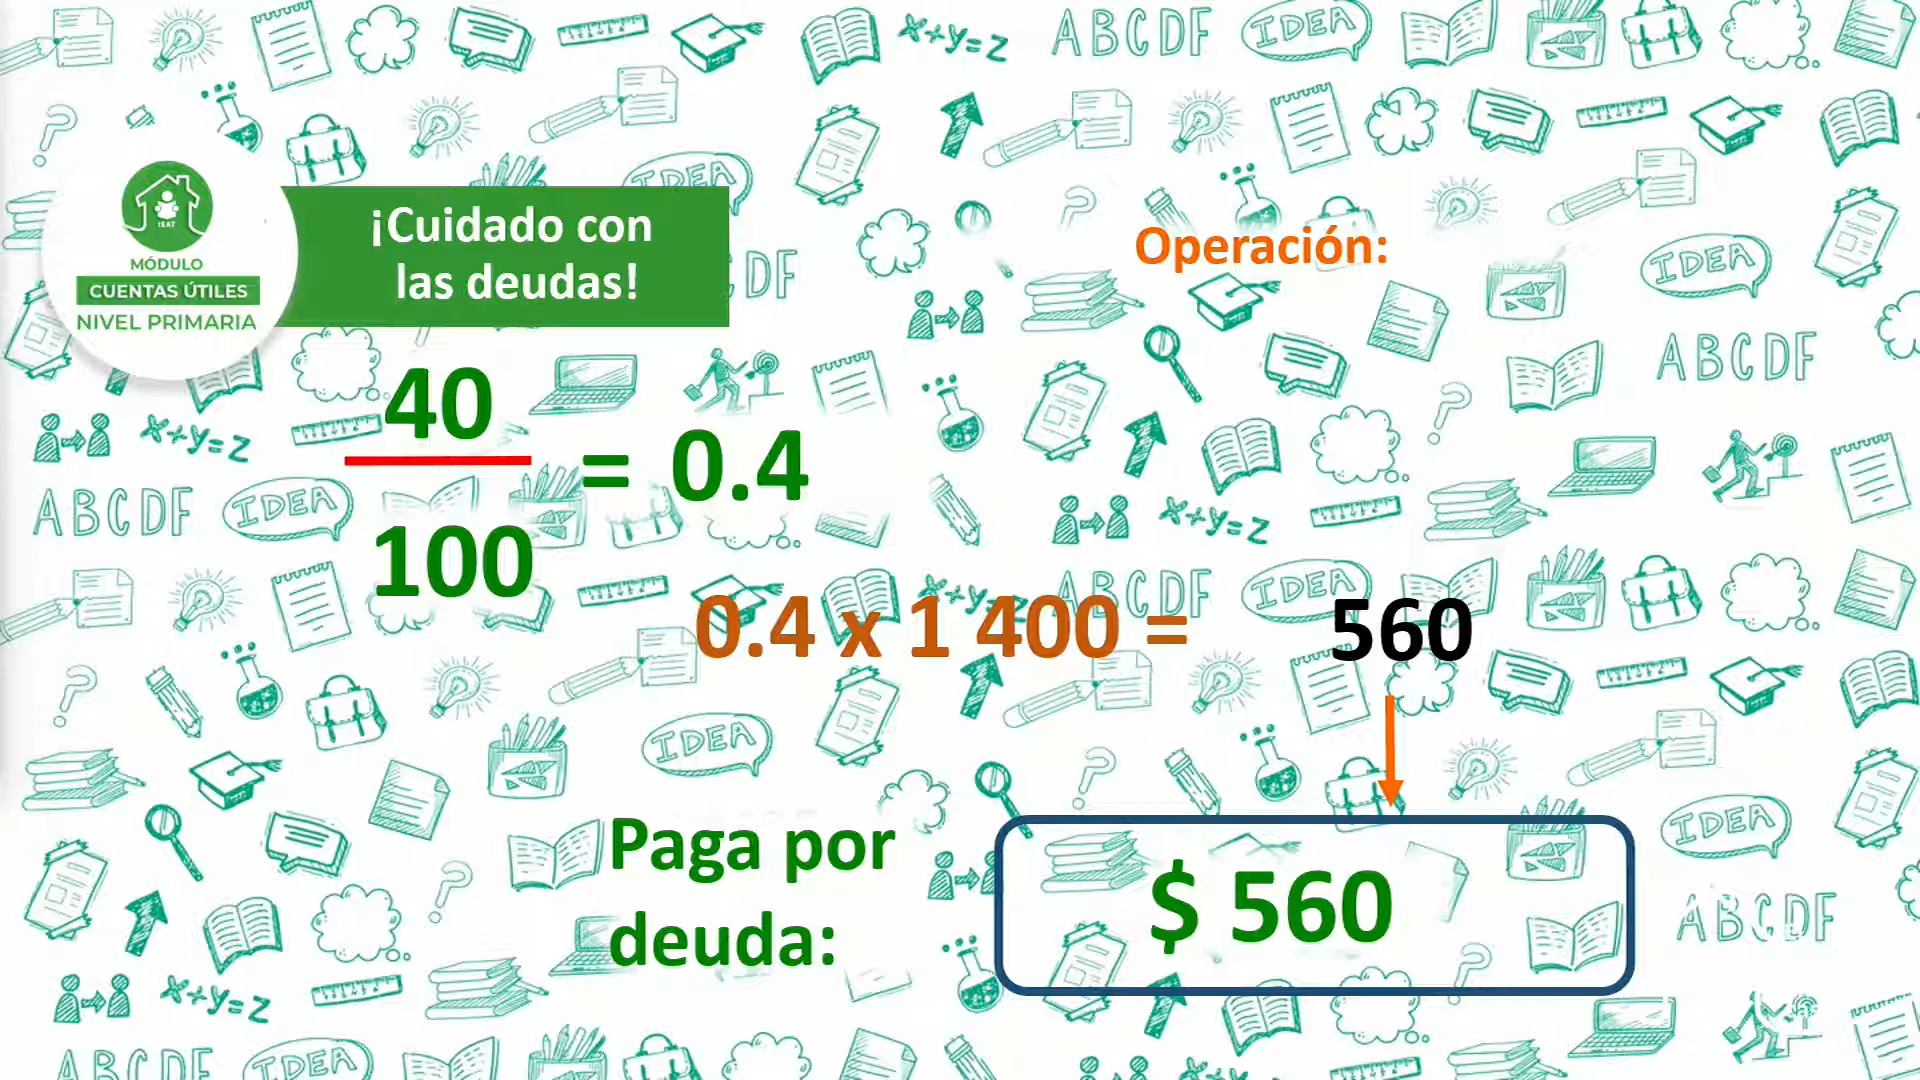 IEAT
MÓDULO
CUENTAS ÚTILES
NIVEL PRIMARIA
¡Cuidado con
las deudas!
Operación:
40
100
= 0.4
0.4 x 1 400 =
560
Paga por
deuda:
$ 560